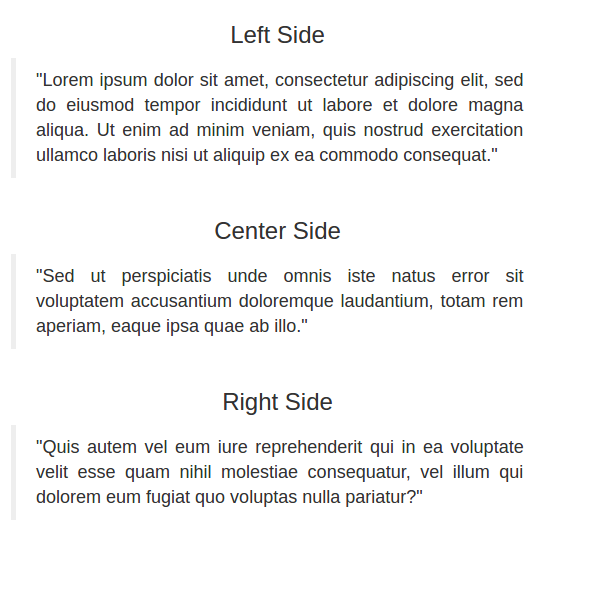 Left Side
"Lorem ipsum dolor sit amet, consectetur adipiscing elit, sed
do eiusmod tempor incididunt ut labore et dolore magna
aliqua. Ut enim ad minim veniam, quis nostrud exercitation
ullamco laboris nisi ut aliquip ex ea commodo consequat."
Center Side
"Sed ut perspiciatis unde omnis iste natus error sit
voluptatem accusantium doloremque laudantium, totam rem
aperiam, eaque ipsa quae ab illo."
Right Side
"Quis autem vel eum iure reprehenderit qui in ea voluptate
velit esse quam nihil molestiae consequatur, vel illum qui
dolorem eum fugiat quo voluptas nulla pariatur?"